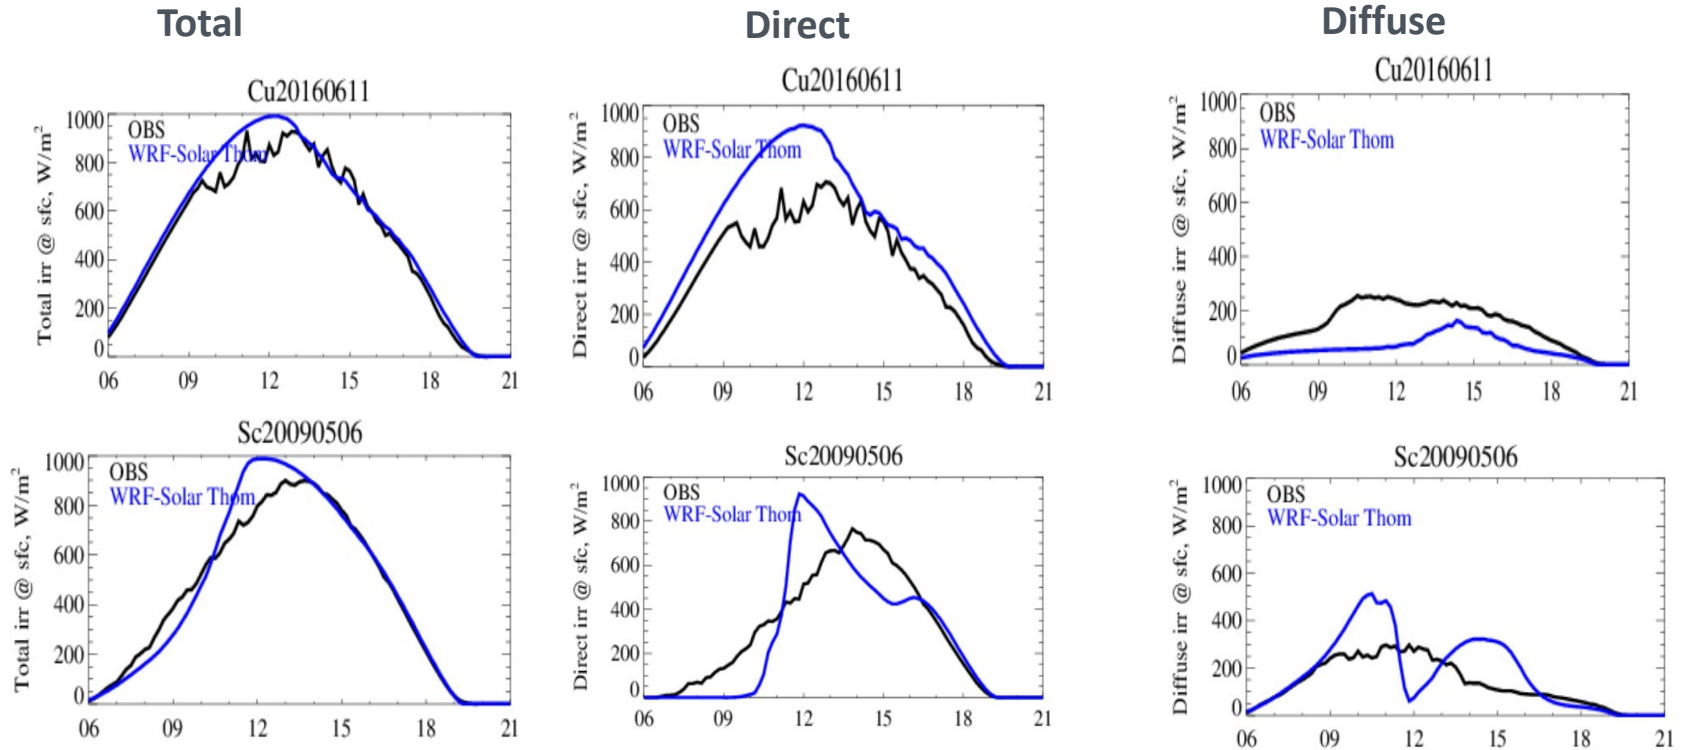 Total
Direct
Diffuse
Cu20160611
Total irr @ sfc, W/m²
1000
800
600
400
200
0
OBS
WRF-Solar Thom
06 09 12 15 18 21
Cu20160611
Direct irr @ sfc, W/m²
1000
800
600
400
200
0
OBS
WRF-Solar Thom
06 09 12 15 18 21
Cu20160611
Diffuse irr @ sfc, W/m²
1000
800
600
400
200
0
OBS
WRF-Solar Thom
06 09 12 15 18 21
Sc20090506
Total irr @ sfc, W/m²
1000
800
600
400
200
0
OBS
WRF-Solar Thom
06 09 12 15 18 21
Sc20090506
Direct irr @ sfc, W/m²
1000
800
600
400
200
0
OBS
WRF-Solar Thom
06 09 12 15 18 21
Sc20090506
Diffuse irr @ sfc, W/m²
1000
800
600
400
200
0
OBS
WRF-Solar Thom
06 09 12 15 18 21